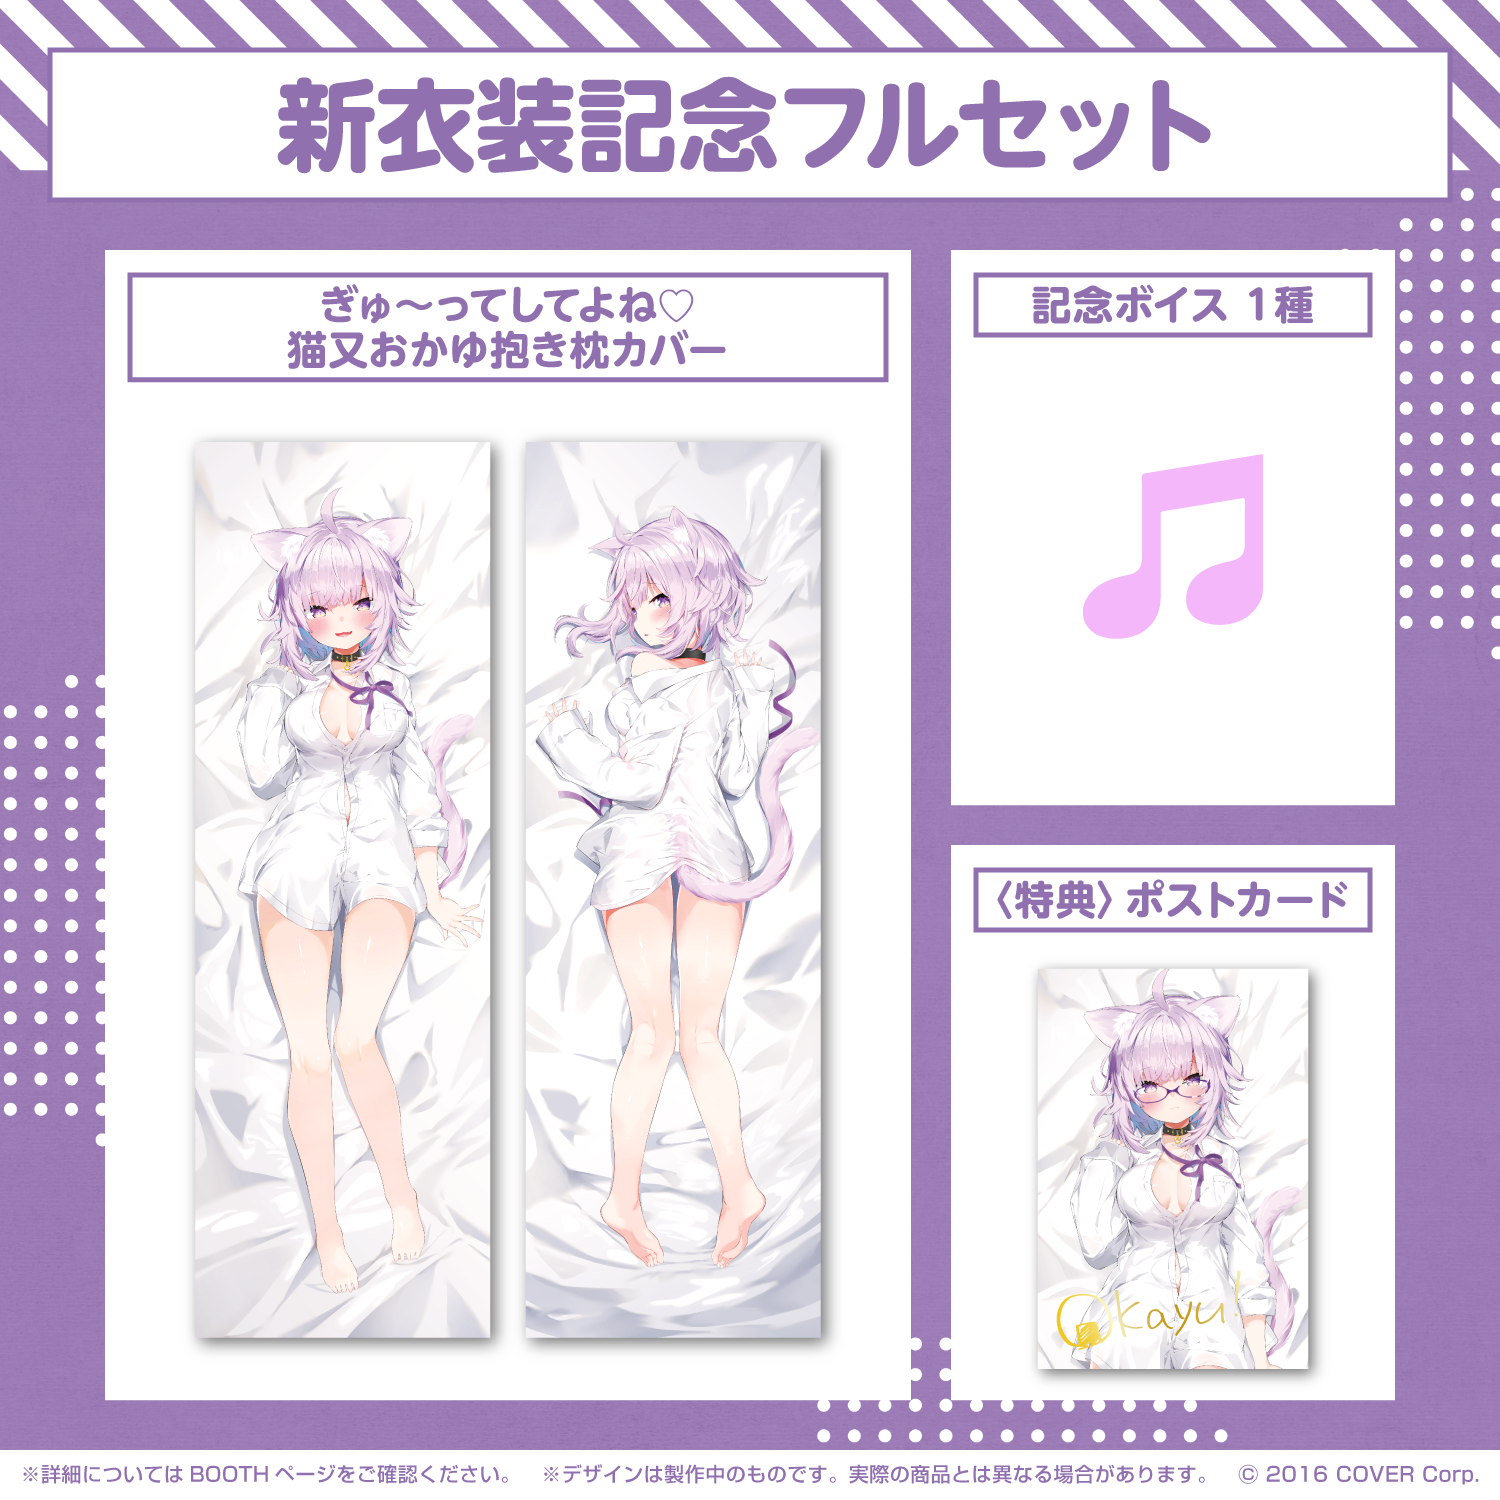 新衣装記念フルセット
ぎゅ～ってしてよね♡
猫又おかゆ抱き枕カバー
記念ボイス 1種
〈特典〉ポストカード
Okayu!
※詳細については BOOTH ページをご確認ください。 ※デザインは製作中のものです。実際の商品とは異なる場合があります。 © 2016 COVER Corp.